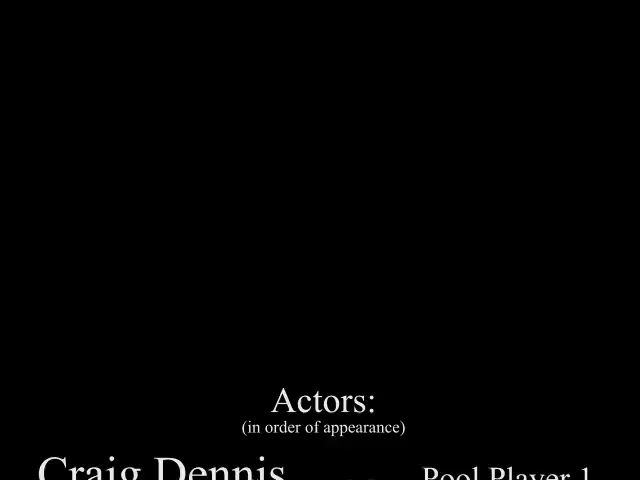 Actors:
(in order of appearance)
Craig Dennis Pool Player 1